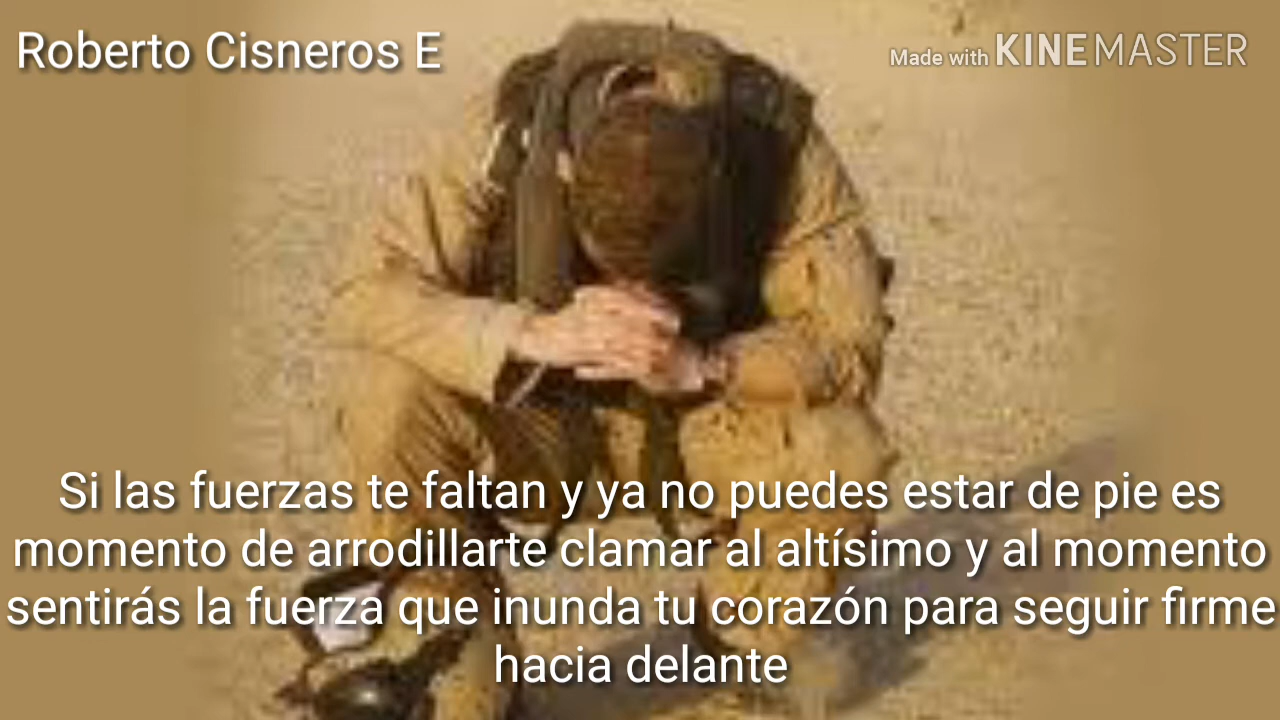 Roberto Cisneros E
Made with KINEMASTER
Si las fuerzas te faltan y ya no puedes estar de pie es
momento de arrodillarte clamar al altísimo y al momento
sentirás la fuerza que inunda tu corazón para seguir firme
hacia delante